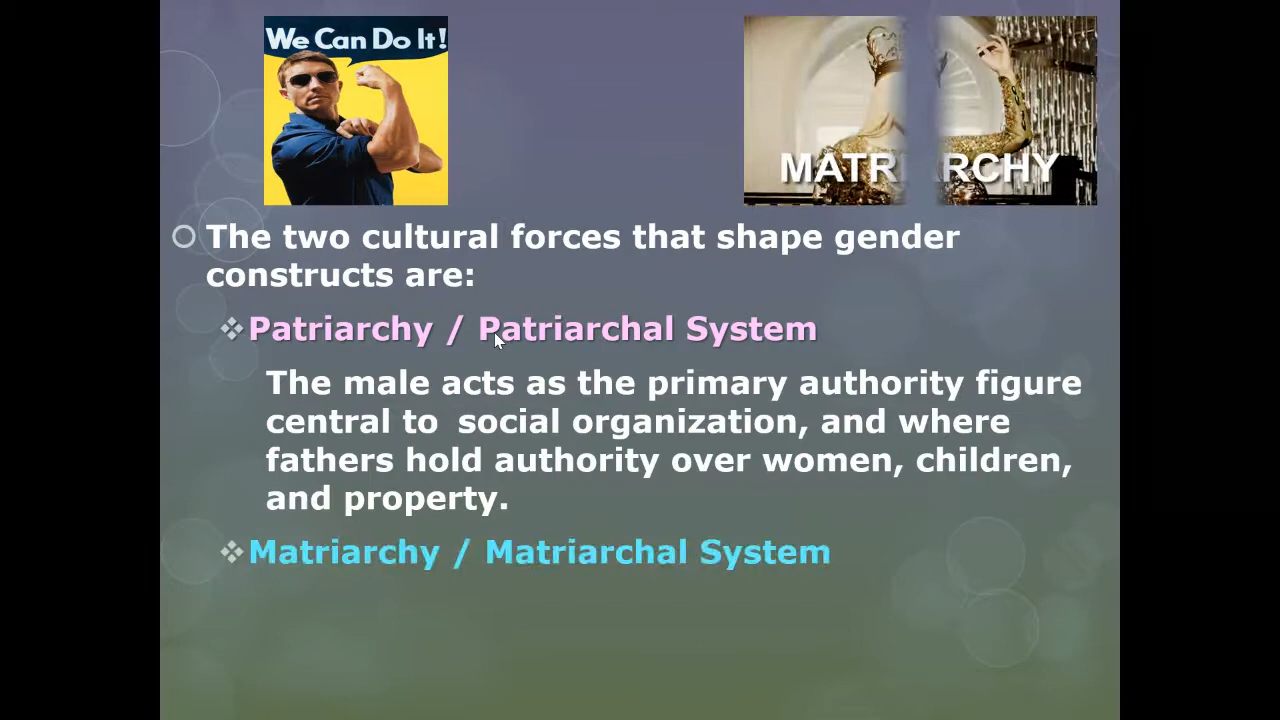 We Can Do It!
MATRIARCHY
The two cultural forces that shape gender
constructs are:
Patriarchy / Patriarchal System
The male acts as the primary authority figure
central to social organization, and where
fathers hold authority over women, children,
and property.
Matriarchy / Matriarchal System